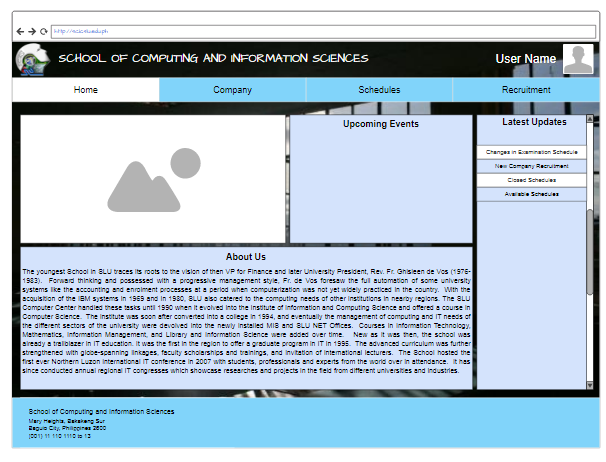 SCHOOL OF COMPUTING AND INFORMATION SCIENCES
User Name
Home
Company
Schedules
Recruitment
Upcoming Events
Latest Updates
Changes in Examination Schedule
New Company Recruitment
Closed Schedules
Available Schedules
About Us
The youngest School in SLU traces its roots to the vision of then VP for Finance and later University President, Rev. Fr. Ghisleen de Vos (1976-
1983). Forward thinking and possessed with a progressive management style, Fr. de Vos foresaw the full automation of some university
systems like the accounting and enrolment processes at a period when computerization was not yet widely practiced in the country. With the
acquisition of the IBM systems in 1969 and in 1980, SLU also catered to the computing needs of other institutions in nearby regions. The SLU
Computer Center handled these tasks until 1990 when it evolved into the Institute of Information and Computing Science and offered a course in
Computer Science. The institute was soon after converted into a college in 1994, and eventually the management of computing and IT needs of
the different sectors of the university were devolved into the newly installed MIS and SLU NET Offices. Courses in Information Technology,
Mathematics, Information Management, and Library and Information Science were added over time. New as it was then, the school was
already a trailblazer in IT education. It was the first in the region to offer a graduate program in IT in 1995. The advanced curriculum was further
strengthened with globe-spanning linkages, faculty scholarships and trainings, and invitation of international lecturers. The School hosted the
first ever Northern Luzon International IT conference in 2007 with students, professionals and experts from the world over in attendance. It has
since conducted annual regional IT congresses which showcase researches and projects in the field from different universities and industries.
School of Computing and Information Sciences
Mary Heights, Bakakeng Sur
Baguio City, Philippines 2600
(001) 11 110 1110 to 13